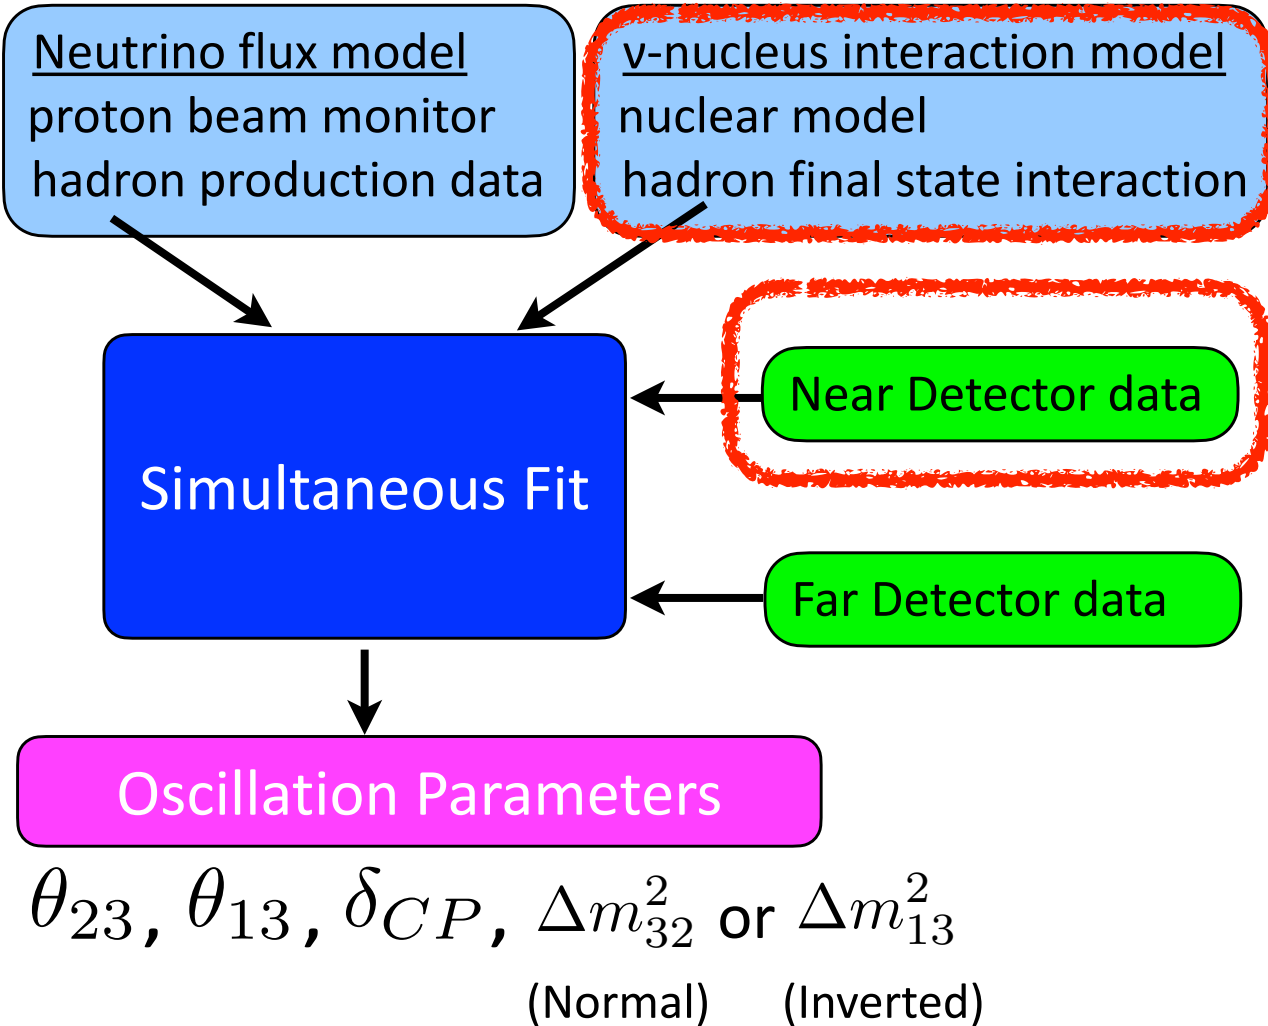 Neutrino flux model
proton beam monitor
hadron production data
ν-nucleus interaction model
nuclear model
hadron final state interaction
Near Detector data
Simultaneous Fit
Far Detector data
Oscillation Parameters
θ₂₃, θ₁₃, δ_CP, Δm²₃₂ or Δm²₁₃
(Normal) (Inverted)